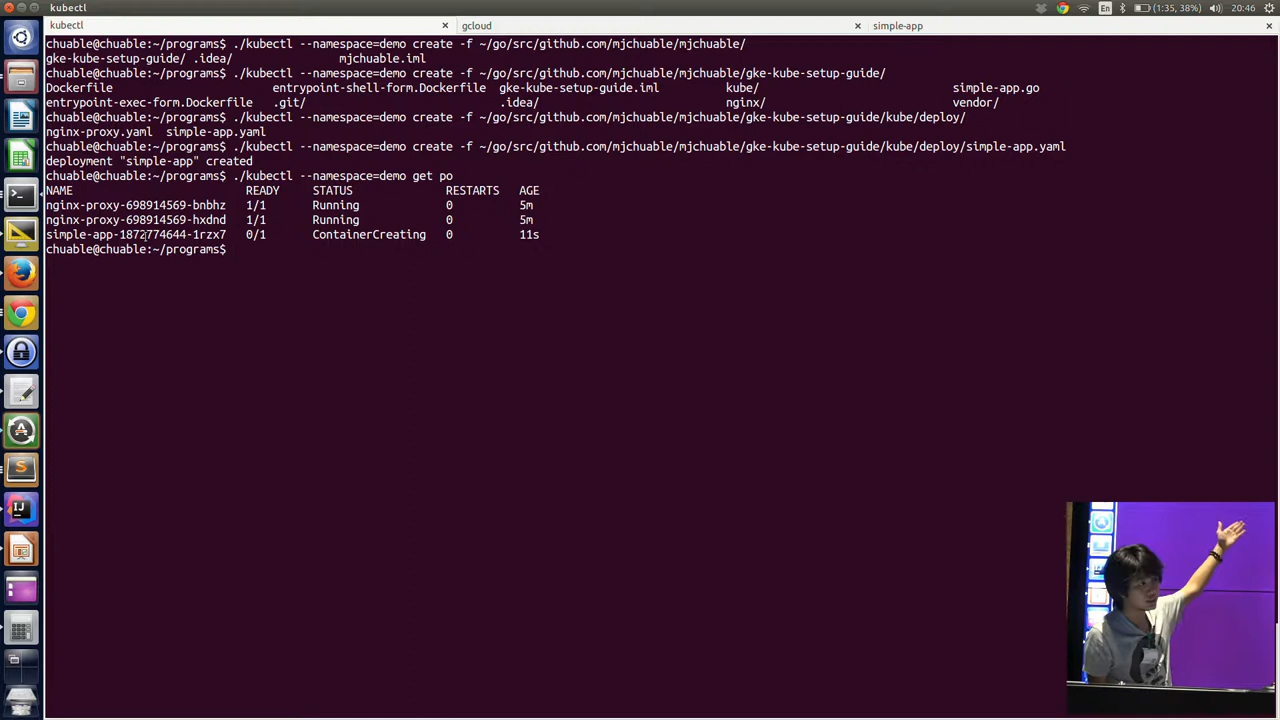 kubectl
En
(1:35, 38%)
20:46
kubectl
gcloud
simple-app
chuable@chuable:~/programs$ ./kubectl --namespace=demo create -f ~/go/src/github.com/mjchuable/mjchuable/
gke-kube-setup-guide/ .idea/ mjchuable.iml
chuable@chuable:~/programs$ ./kubectl --namespace=demo create -f ~/go/src/github.com/mjchuable/mjchuable/gke-kube-setup-guide/
Dockerfile entrypoint-shell-form.Dockerfile gke-kube-setup-guide.iml kube/ simple-app.go
entrypoint-exec-form.Dockerfile .git/ .idea/ nginx/ vendor/
chuable@chuable:~/programs$ ./kubectl --namespace=demo create -f ~/go/src/github.com/mjchuable/mjchuable/gke-kube-setup-guide/kube/deploy/
nginx-proxy.yaml simple-app.yaml
chuable@chuable:~/programs$ ./kubectl --namespace=demo create -f ~/go/src/github.com/mjchuable/mjchuable/gke-kube-setup-guide/kube/deploy/simple-app.yaml
deployment "simple-app" created
chuable@chuable:~/programs$ ./kubectl --namespace=demo get po
NAME READY STATUS RESTARTS AGE
nginx-proxy-698914569-bnbhz 1/1 Running 0 5m
nginx-proxy-698914569-hxdnd 1/1 Running 0 5m
simple-app-1872774644-1rzx7 0/1 ContainerCreating 0 11s
chuable@chuable:~/programs$